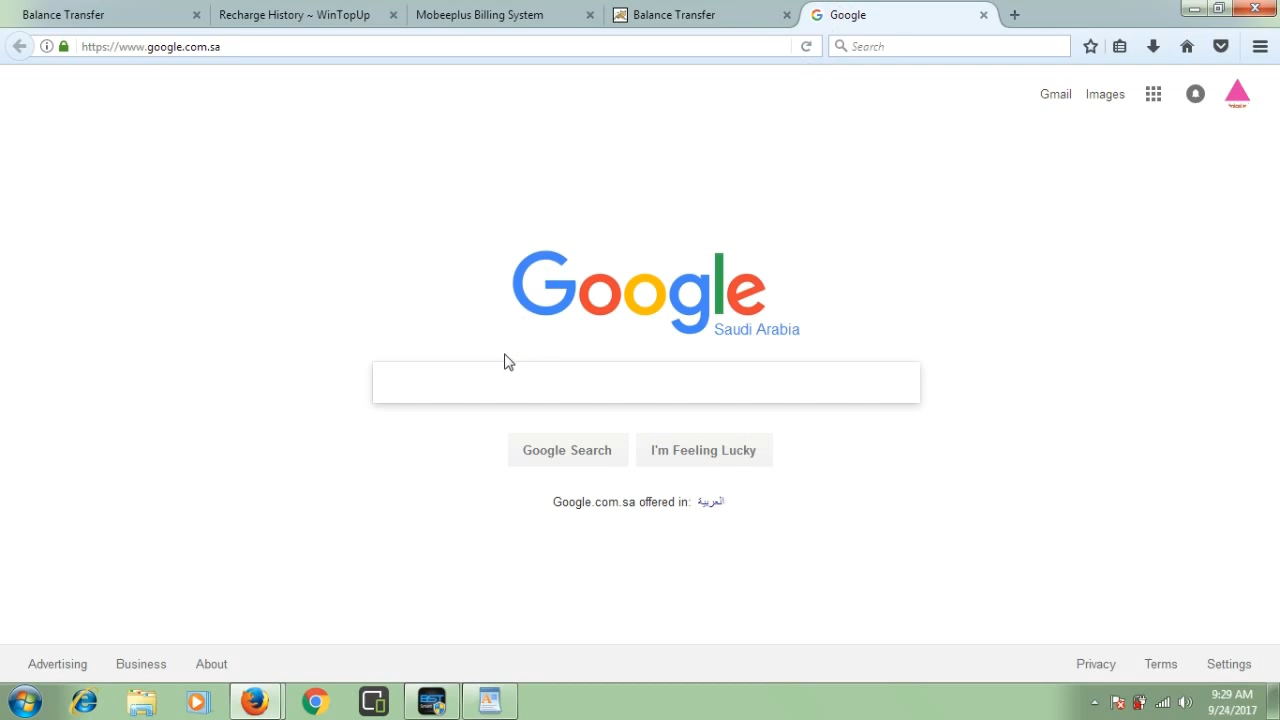 Balance Transfer
Recharge History ~ WinTopUp
Mobeeplus Billing System
Balance Transfer
Google
https://www.google.com.sa
Search
Gmail
Images
Google
Saudi Arabia
Google Search
I'm Feeling Lucky
Google.com.sa offered in: العربية
Advertising
Business
About
Privacy
Terms
Settings
BST
9:29 AM
9/24/2017